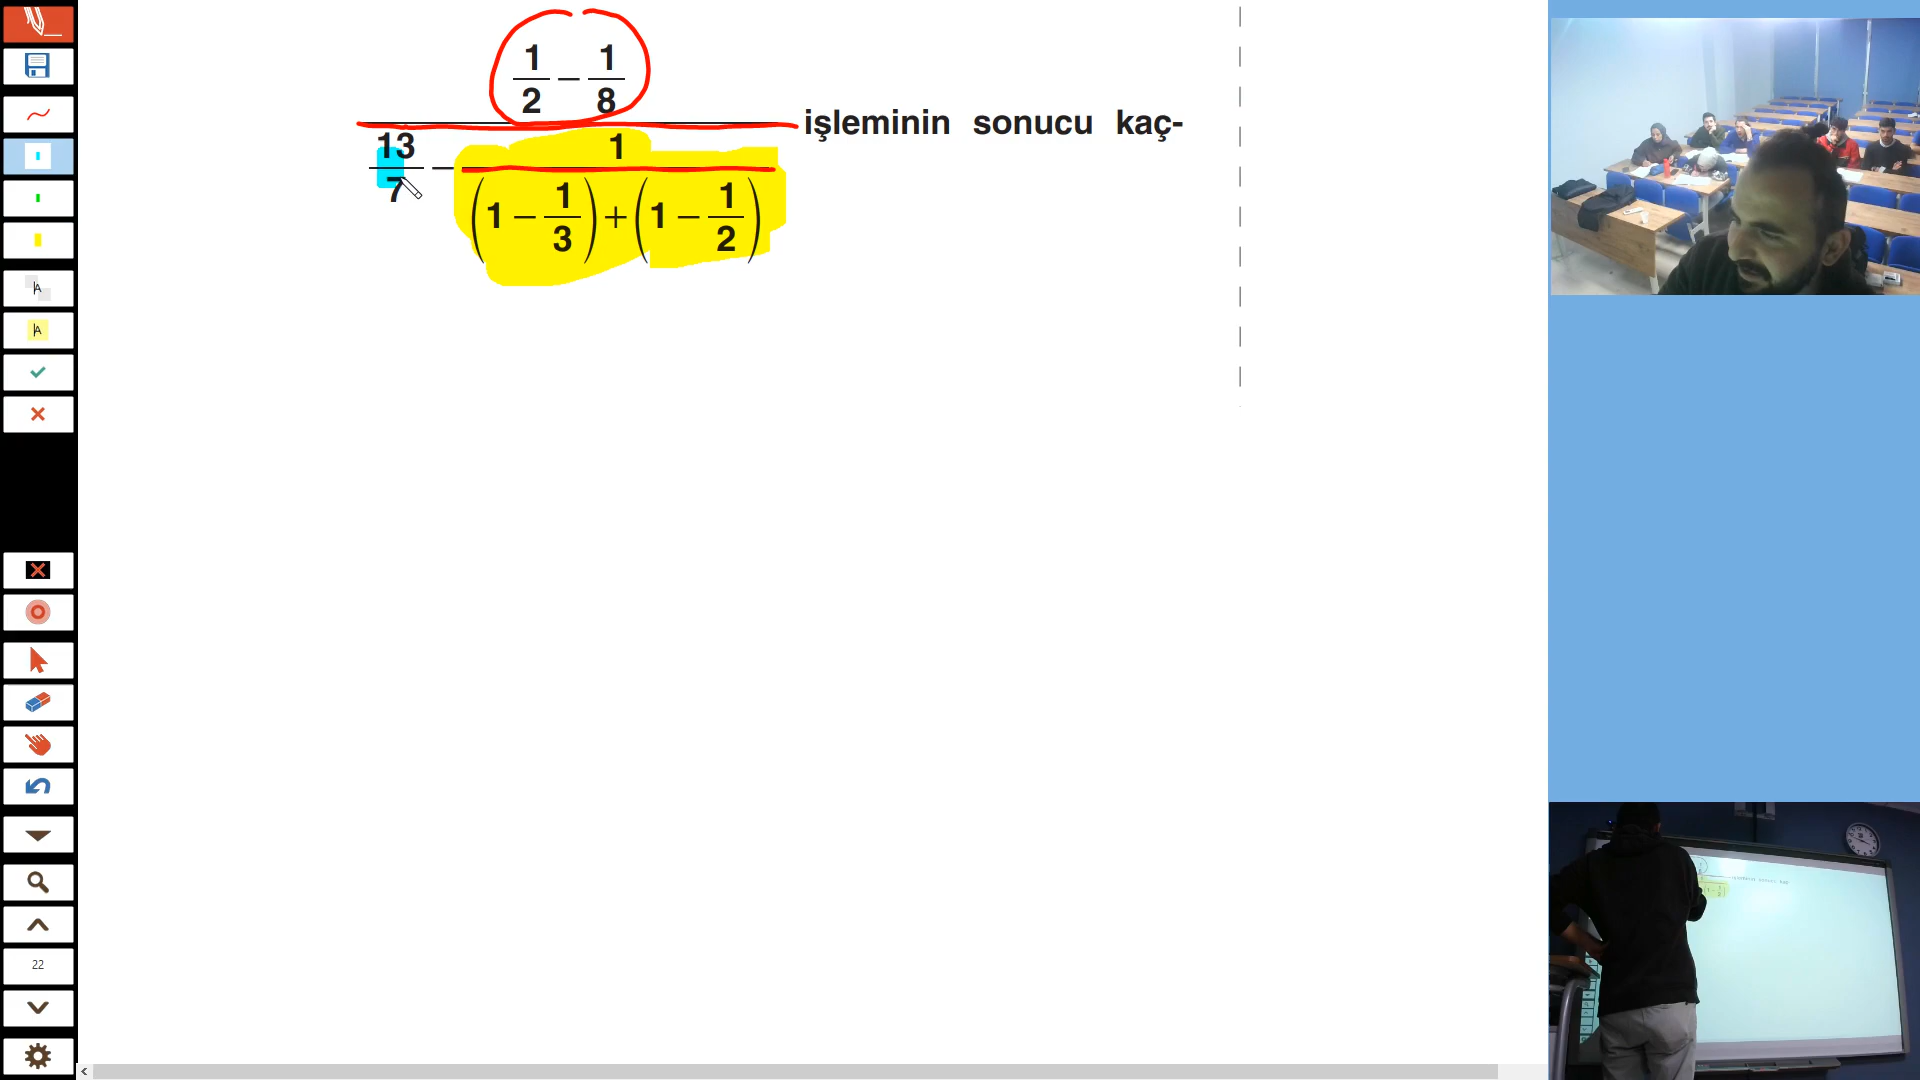 1/2 − 1/8
13/7 − 1 işleminin sonucu kaç-
(1 − 1/3) + (1 − 1/2)
A
A
22